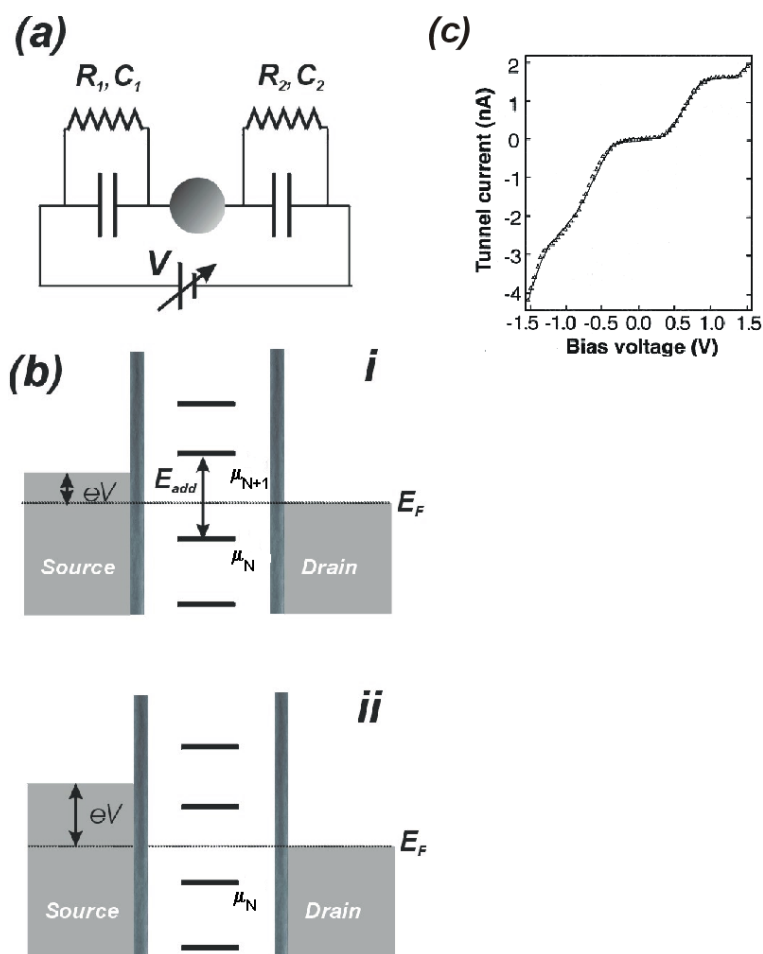 (a)
R1, C1
R2, C2
V
(c)
Tunnel current (nA)
2
1
0
-1
-2
-3
-4
-1.5 -1.0 -0.5 0.0 0.5 1.0 1.5
Bias voltage (V)
(b)
i
eV
Eadd
μN+1
EF
μN
Source
Drain
ii
eV
EF
μN
Source
Drain